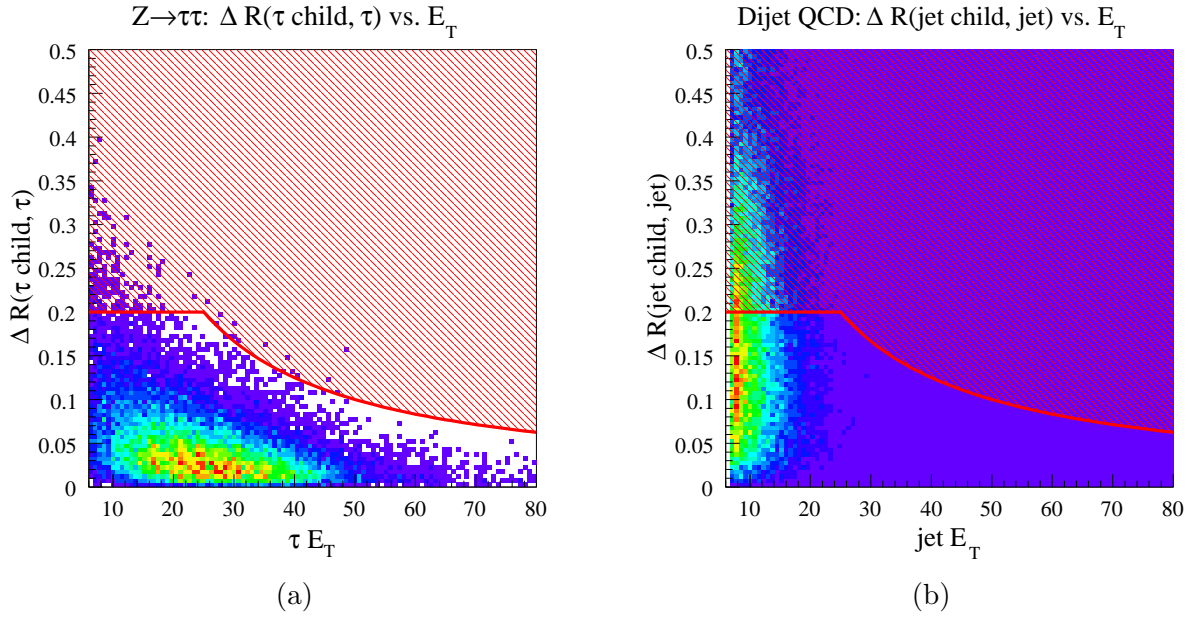 Z→ττ: Δ R(τ child, τ) vs. E_T
0.5
0.45
0.4
0.35
0.3
0.25
0.2
0.15
0.1
0.05
0
Δ R(τ child, τ)
10 20 30 40 50 60 70 80
τ E_T
(a)
Dijet QCD: Δ R(jet child, jet) vs. E_T
0.5
0.45
0.4
0.35
0.3
0.25
0.2
0.15
0.1
0.05
0
Δ R(jet child, jet)
10 20 30 40 50 60 70 80
jet E_T
(b)